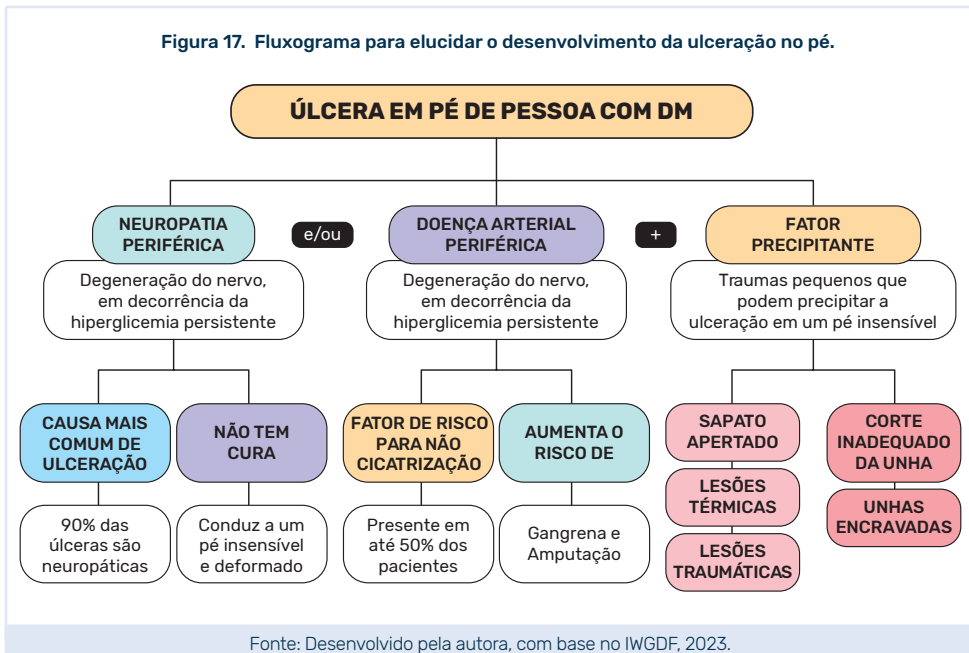 Figura 17. Fluxograma para elucidar o desenvolvimento da ulceração no pé.
ÚLCERA EM PÉ DE PESSOA COM DM
NEUROPATIA
PERIFÉRICA
e/ou
DOENÇA ARTERIAL
PERIFÉRICA
+
FATOR
PRECIPITANTE
Degeneração do nervo,
em decorrência da
hiperglicemia persistente
Degeneração do nervo,
em decorrência da
hiperglicemia persistente
Traumas pequenos que
podem precipitar a
ulceração em um pé insensível
CAUSA MAIS
COMUM DE
ULCERAÇÃO
NÃO TEM
CURA
FATOR DE RISCO
PARA NÃO
CICATRIZAÇÃO
AUMENTA O
RISCO DE
SAPATO
APERTADO
CORTE
INADEQUADO
DA UNHA
90% das
úlceras são
neuropáticas
Conduz a um
pé insensível
e deformado
Presente em
até 50% dos
pacientes
Gangrena e
Amputação
LESÕES
TÉRMICAS
UNHAS
ENCRAVADAS
LESÕES
TRAUMÁTICAS
Fonte: Desenvolvido pela autora, com base no IWGDF, 2023.